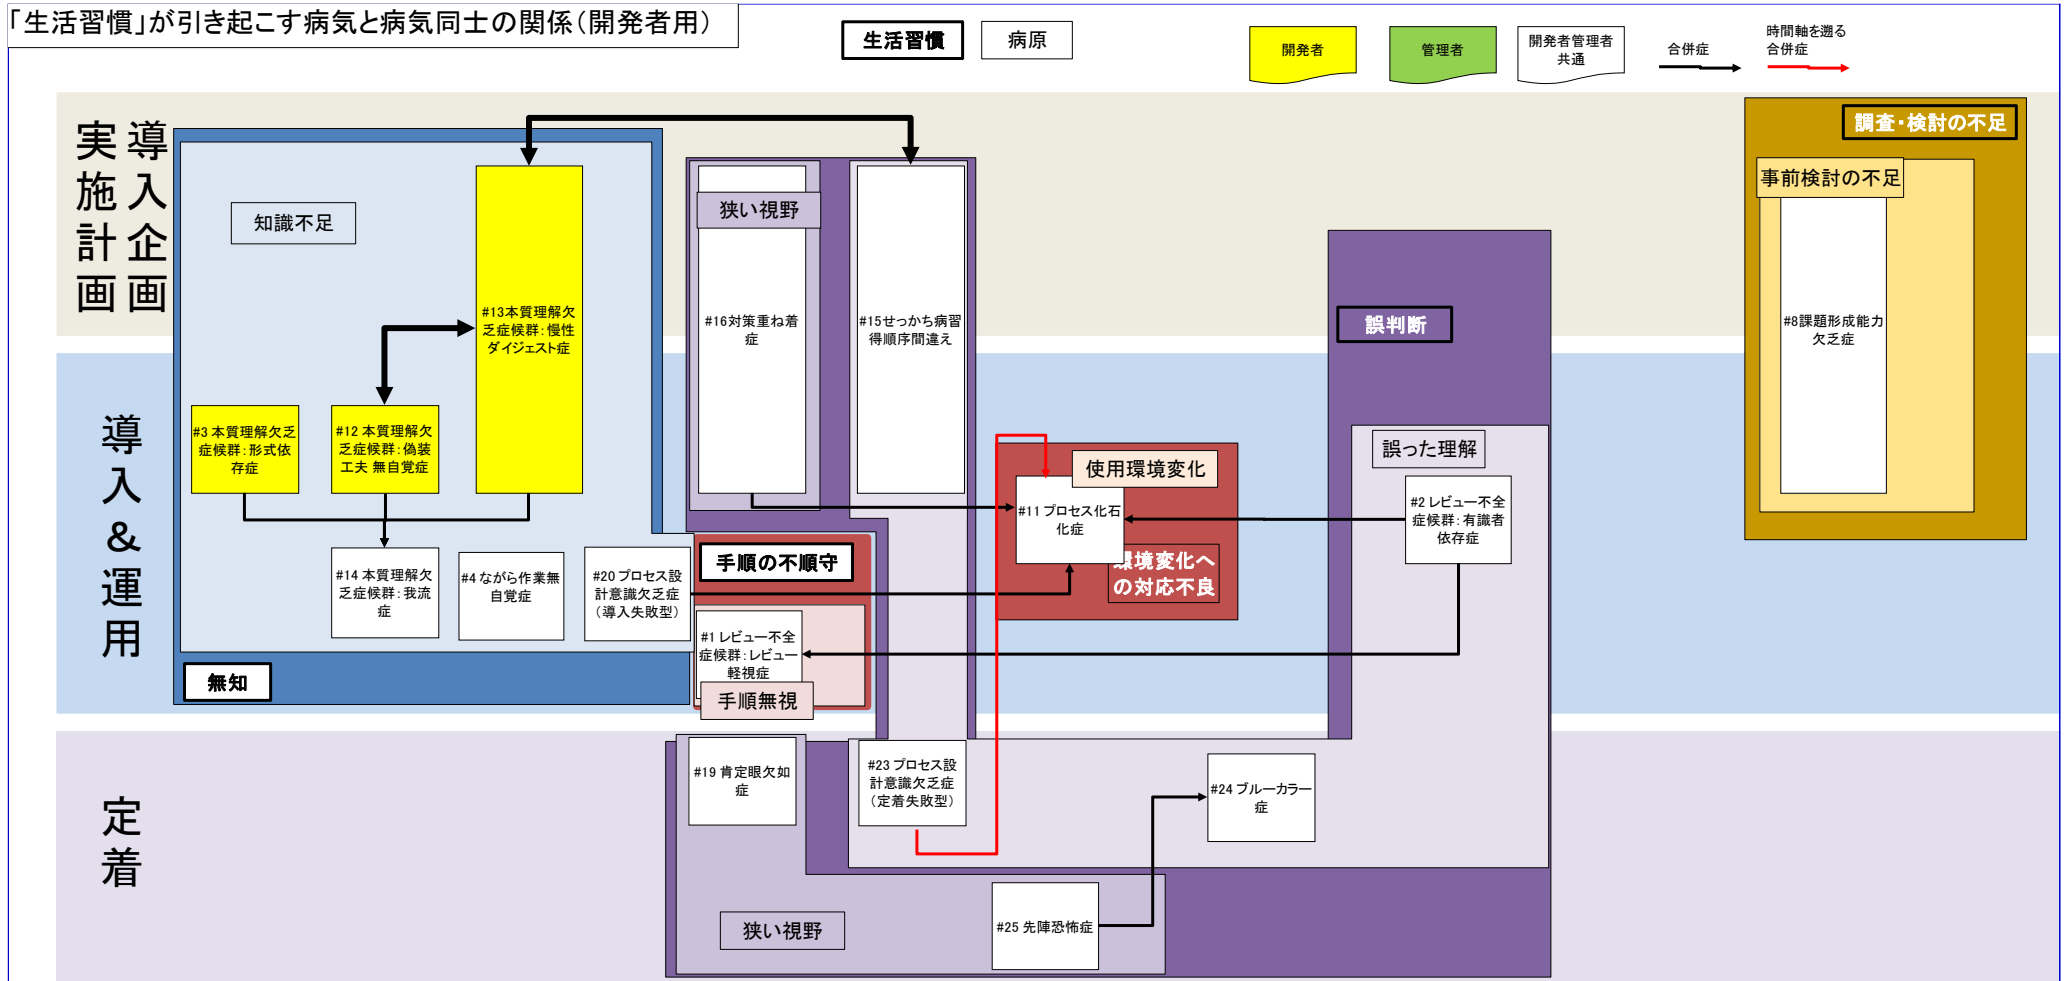 「生活習慣」が引き起こす病気と病気同士の関係（開発者用）
生活習慣
病原
開発者
管理者
開発者管理者
共通
合併症
時間軸を遡る
合併症
導入企画
実施計画
導入&運用
定着
調査・検討の不足
事前検討の不足
#8課題形成能力
欠乏症
知識不足
#13本質理解欠
乏症候群：慢性
ダイジェスト症
狭い視野
#16対策重ね着
症
#15せっかち病習
得順序間違え
誤判断
#3 本質理解欠乏
症候群：形式依
存症
#12 本質理解欠
乏症候群：偽装
工夫 無自覚症
誤った理解
使用環境変化
#11 プロセス化石
化症
環境変化へ
の対応不良
#2 レビュー不全
症候群：有識者
依存症
#14 本質理解欠
乏症候群：我流
症
#4 ながら作業無
自覚症
#20 プロセス設
計意識欠乏症
（導入失敗型）
手順の不順守
#1 レビュー不全
症候群：レビュー
軽視症
手順無視
無知
#19 肯定眼欠如
症
#23 プロセス設
計意識欠乏症
（定着失敗型）
#24 ブルーカラー
症
狭い視野
#25 先陣恐怖症